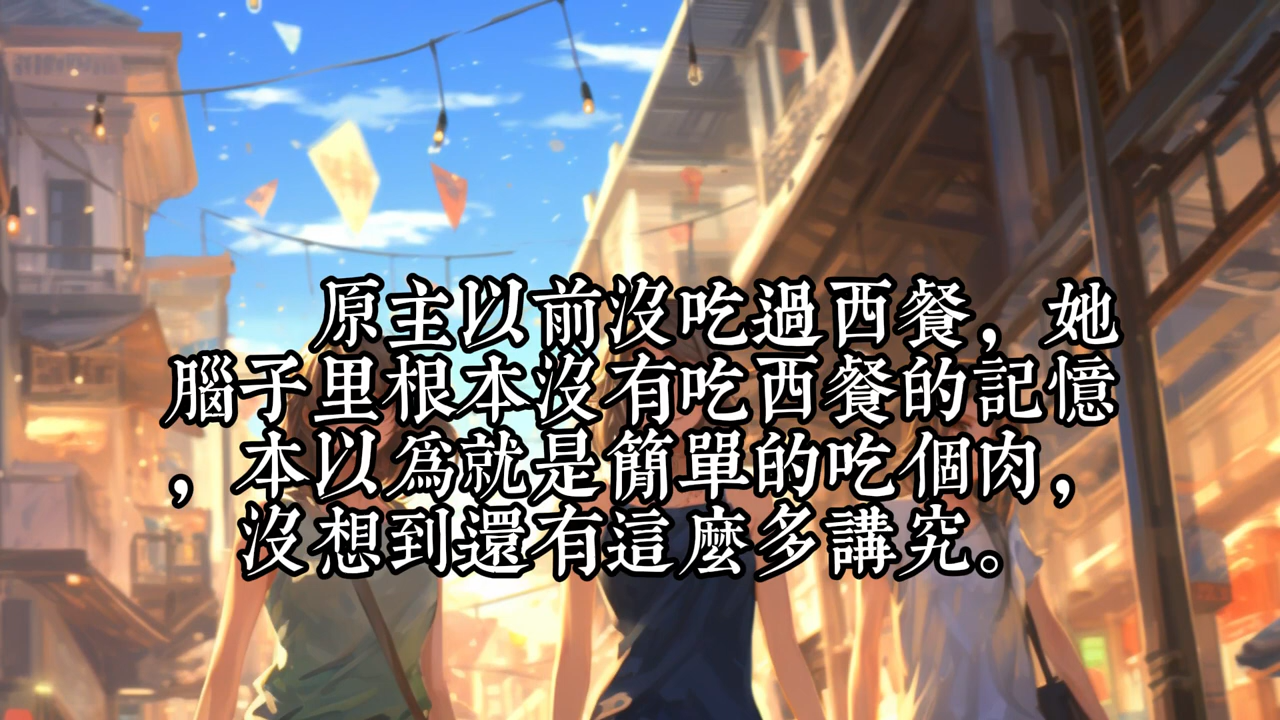 原主以前沒吃過西餐，她
腦子里根本沒有吃西餐的記憶
，本以爲就是簡單的吃個肉，
沒想到還有這麼多講究。